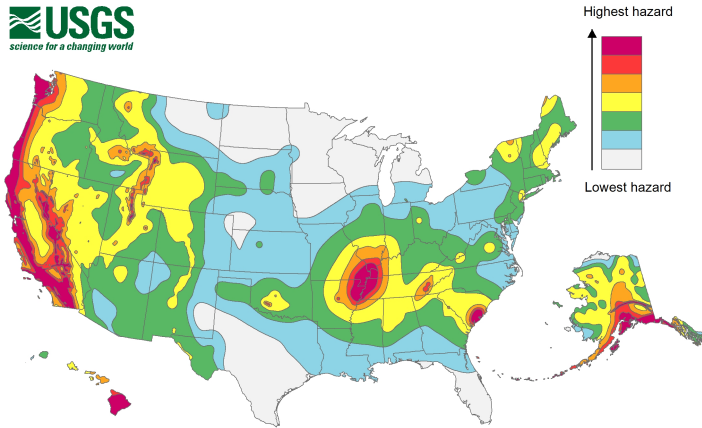 USGS
science for a changing world
Highest hazard
Lowest hazard